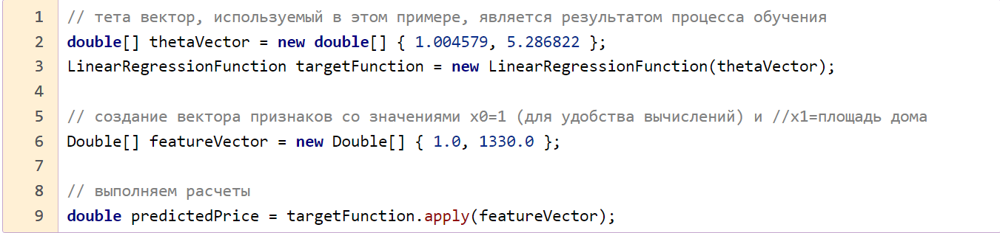 1 // тета вектор, используемый в этом примере, является результатом процесса обучения
2 double[] thetaVector = new double[] { 1.004579, 5.286822 };
3 LinearRegressionFunction targetFunction = new LinearRegressionFunction(thetaVector);
4
5 // создание вектора признаков со значениями x0=1 (для удобства вычислений) и //x1=площадь дома
6 Double[] featureVector = new Double[] { 1.0, 1330.0 };
7
8 // выполняем расчеты
9 double predictedPrice = targetFunction.apply(featureVector);